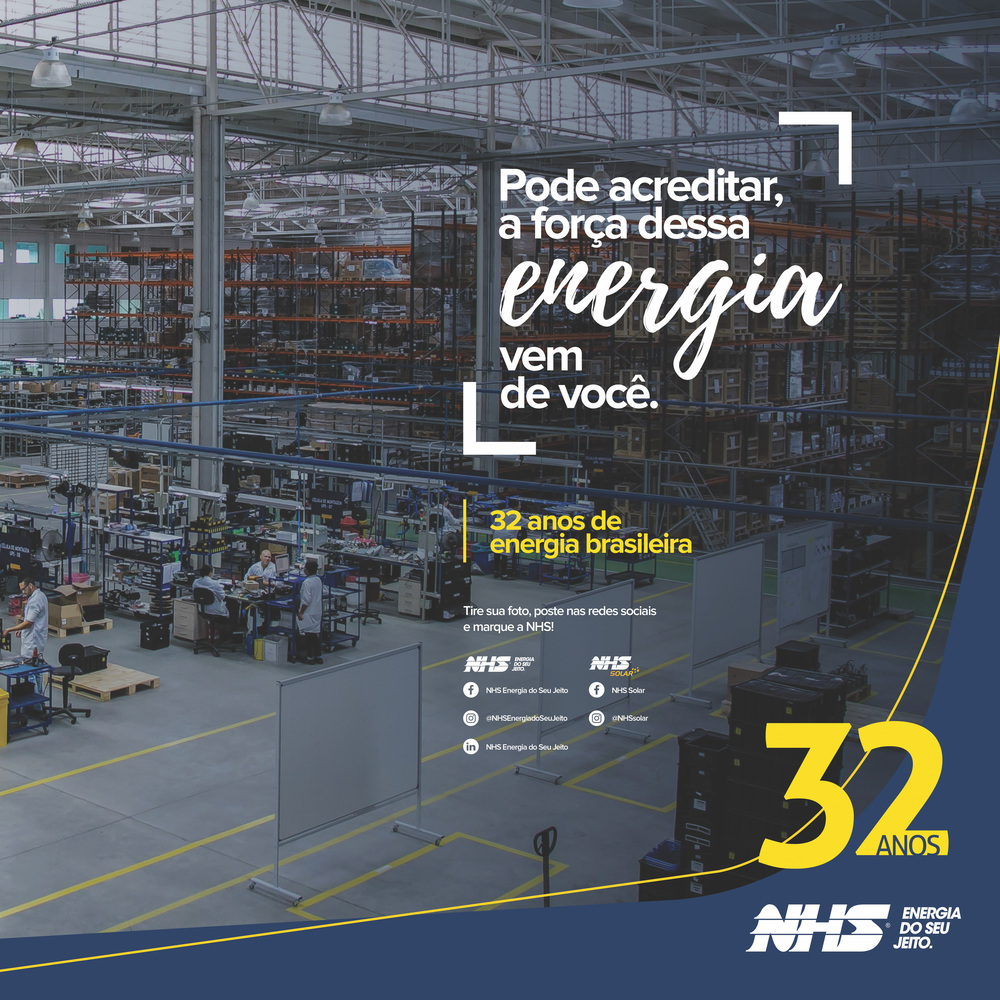 Pode acreditar,
a força dessa
energia
vem
de você.
32 anos de
energia brasileira
Tire sua foto, poste nas redes sociais
e marque a NHS!
NHS ENERGIA DO SEU JEITO.
NHS SOLAR
NHS Energia do Seu Jeito
NHS Solar
@NHSEnergiadoSeuJeito
@NHSsolar
in NHS Energia do Seu Jeito
32
ANOS
NHS® ENERGIA
DO SEU
JEITO.